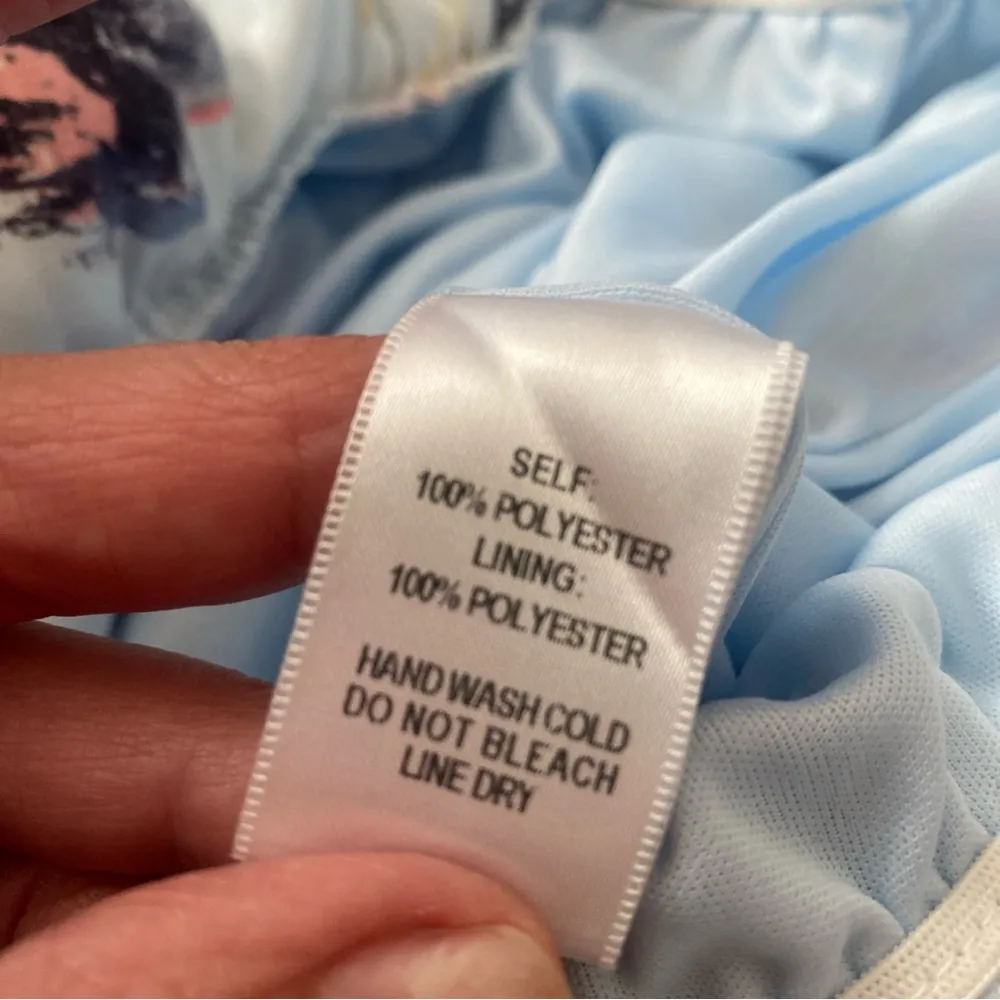 SELF:
100% POLYESTER
LINING:
100% POLYESTER
HAND WASH COLD
DO NOT BLEACH
LINE DRY